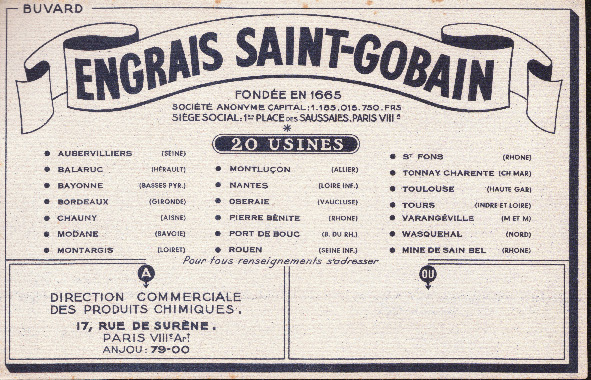 BUVARD
ENGRAIS SAINT-GOBAIN
FONDÉE EN 1665
SOCIÉTÉ ANONYME CAPITAL: 1.185.015.750.FRS
SIÈGE SOCIAL: 1BIS PLACE DES SAUSSAIES, PARIS VIIIE
*
20 USINES
AUBERVILLIERS (SEINE)
BALARUC (HÉRAULT)
BAYONNE (BASSES PYR.)
BORDEAUX (GIRONDE)
CHAUNY (AISNE)
MODANE (SAVOIE)
MONTARGIS (LOIRET)
MONTLUÇON (ALLIER)
NANTES (LOIRE INF.)
OBERAIE (VAUCLUSE)
PIERRE BÉNITE (RHONE)
PORT DE BOUC (B. DU RH.)
ROUEN (SEINE INF.)
ST FONS (RHONE)
TONNAY CHARENTE (CH MAR)
TOULOUSE (HAUTE GAR)
TOURS (INDRE ET LOIRE)
VARANGÉVILLE (M ET M)
WASQUEHAL (NORD)
MINE DE SAIN BEL (RHONE)
Pour tous renseignements s'adresser
A
DIRECTION COMMERCIALE
DES PRODUITS CHIMIQUES.
17, RUE DE SURÈNE.
PARIS VIIIE ART
ANJOU: 79-00
OU